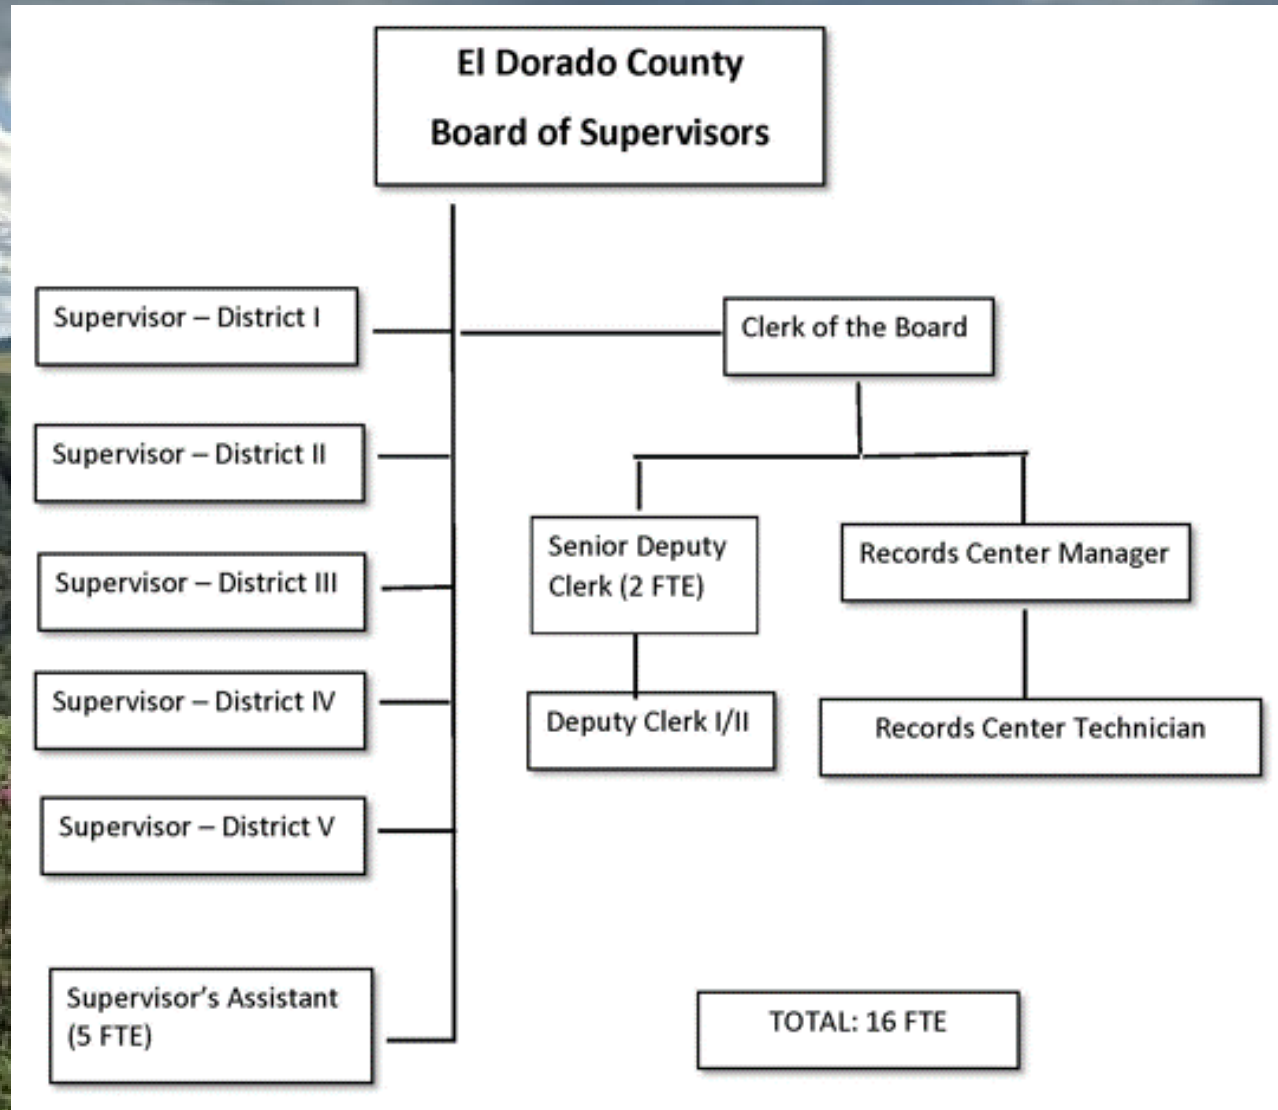 El Dorado County
Board of Supervisors
Supervisor – District I
Clerk of the Board
Supervisor – District II
Senior Deputy
Clerk (2 FTE)
Records Center Manager
Supervisor – District III
Supervisor – District IV
Deputy Clerk I/II
Records Center Technician
Supervisor – District V
Supervisor's Assistant
(5 FTE)
TOTAL: 16 FTE